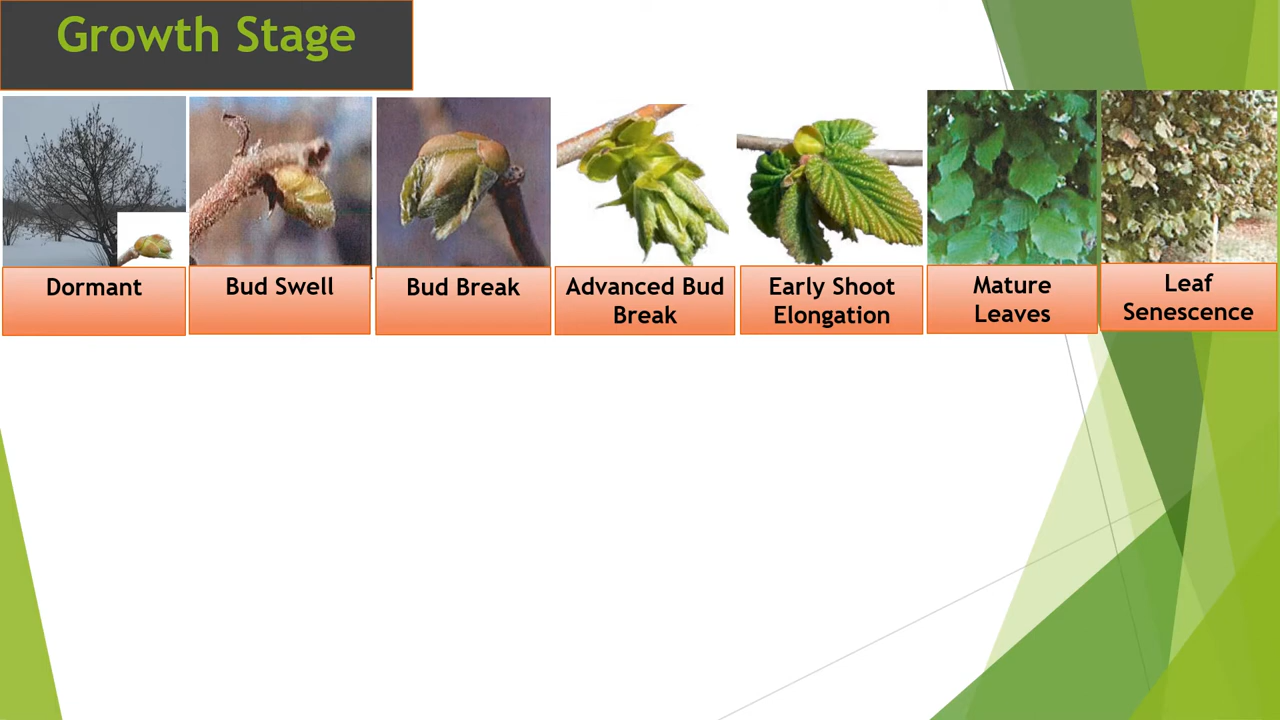 Growth Stage
Dormant
Bud Swell
Bud Break
Advanced Bud
Break
Early Shoot
Elongation
Mature
Leaves
Leaf
Senescence